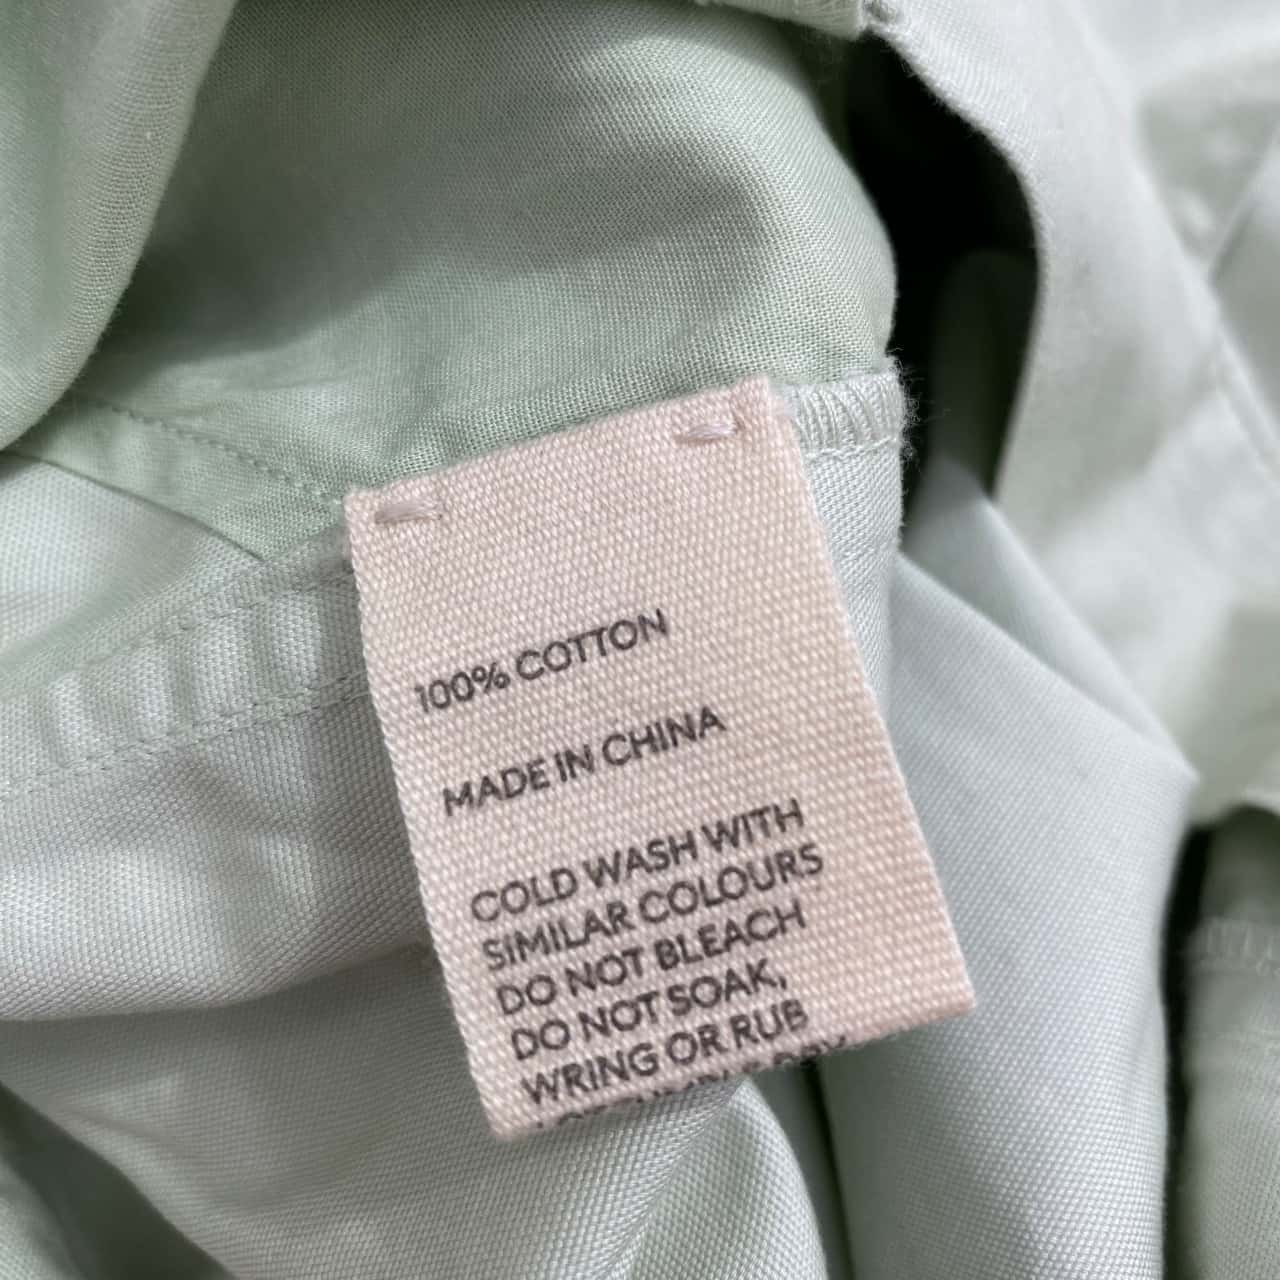 100% COTTON
MADE IN CHINA
COLD WASH WITH
SIMILAR COLOURS
DO NOT BLEACH
DO NOT SOAK,
WRING OR RUB